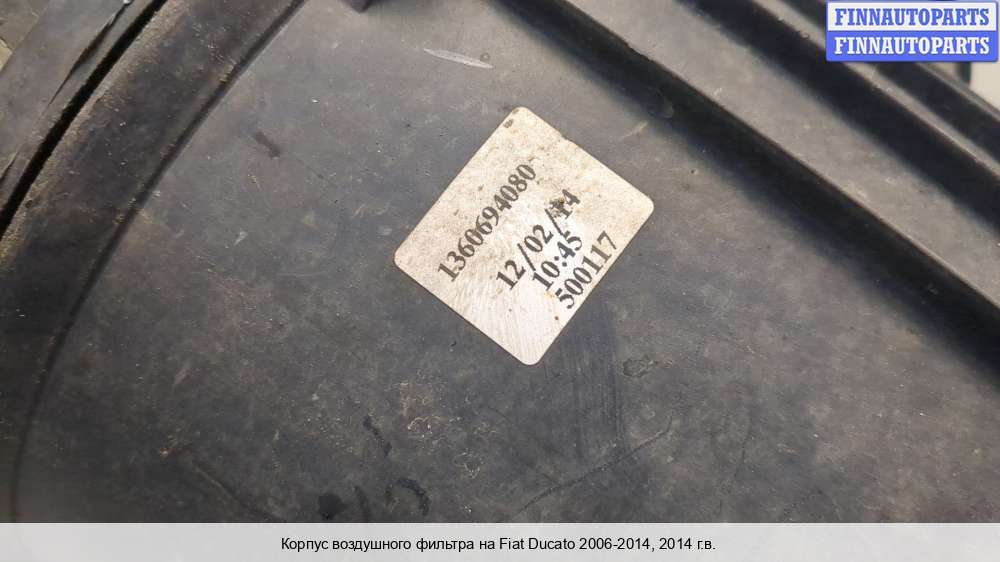 FINNAUTOPARTS
FINNAUTOPARTS
1360694080
12/02/14
10:45
500117
Корпус воздушного фильтра на Fiat Ducato 2006-2014, 2014 г.в.